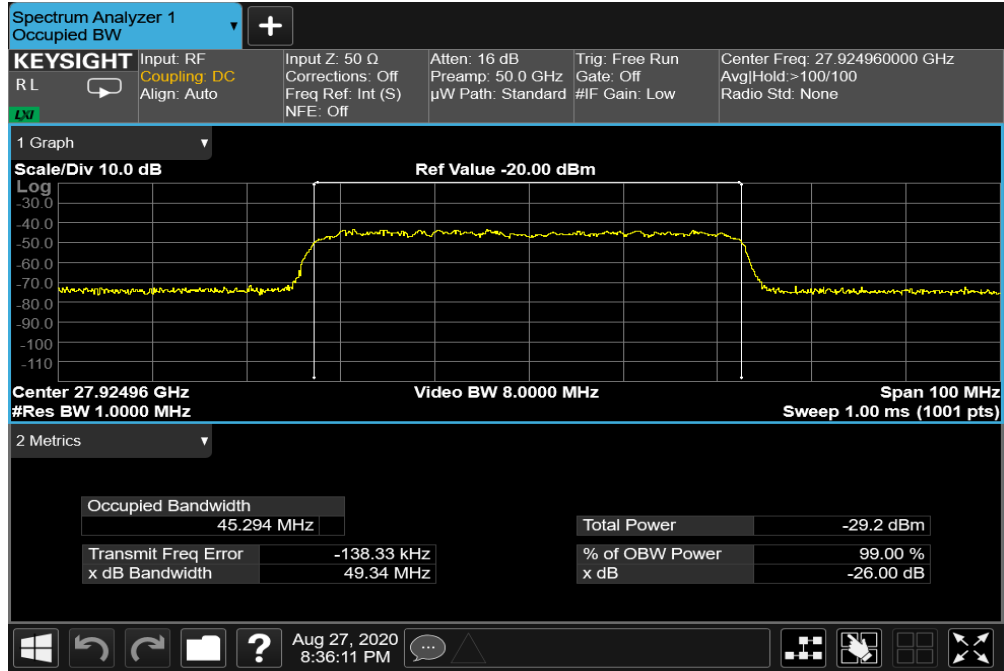 Spectrum Analyzer 1
Occupied BW
KEYSIGHT
R L
LXI
Input: RF
Coupling: DC
Align: Auto
Input Z: 50 Ω
Corrections: Off
Freq Ref: Int (S)
NFE: Off
Atten: 16 dB
Preamp: 50.0 GHz
µW Path: Standard
Trig: Free Run
Gate: Off
#IF Gain: Low
Center Freq: 27.924960000 GHz
Avg|Hold:>100/100
Radio Std: None
1 Graph
Scale/Div 10.0 dB
Ref Value -20.00 dBm
Log
-30.0
-40.0
-50.0
-60.0
-70.0
-80.0
-90.0
-100
-110
Center 27.92496 GHz
Video BW 8.0000 MHz
Span 100 MHz
#Res BW 1.0000 MHz
Sweep 1.00 ms (1001 pts)
2 Metrics
Occupied Bandwidth
45.294 MHz
Total Power -29.2 dBm
Transmit Freq Error -138.33 kHz
% of OBW Power 99.00 %
x dB Bandwidth 49.34 MHz
x dB -26.00 dB
?
Aug 27, 2020
8:36:11 PM